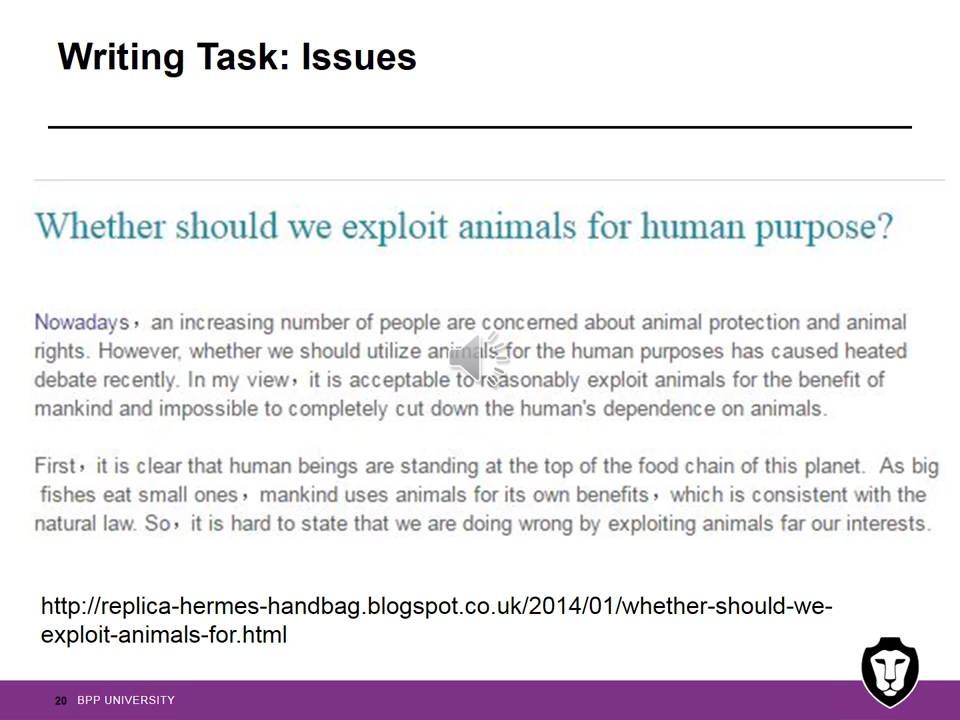 Writing Task: Issues
Whether should we exploit animals for human purpose?
Nowadays，an increasing number of people are concerned about animal protection and animal
rights. However, whether we should utilize animals for the human purposes has caused heated
debate recently. In my view，it is acceptable to reasonably exploit animals for the benefit of
mankind and impossible to completely cut down the human's dependence on animals.
First，it is clear that human beings are standing at the top of the food chain of this planet. As big
fishes eat small ones，mankind uses animals for its own benefits，which is consistent with the
natural law. So，it is hard to state that we are doing wrong by exploiting animals far our interests.
http://replica-hermes-handbag.blogspot.co.uk/2014/01/whether-should-we-
exploit-animals-for.html
20 BPP UNIVERSITY